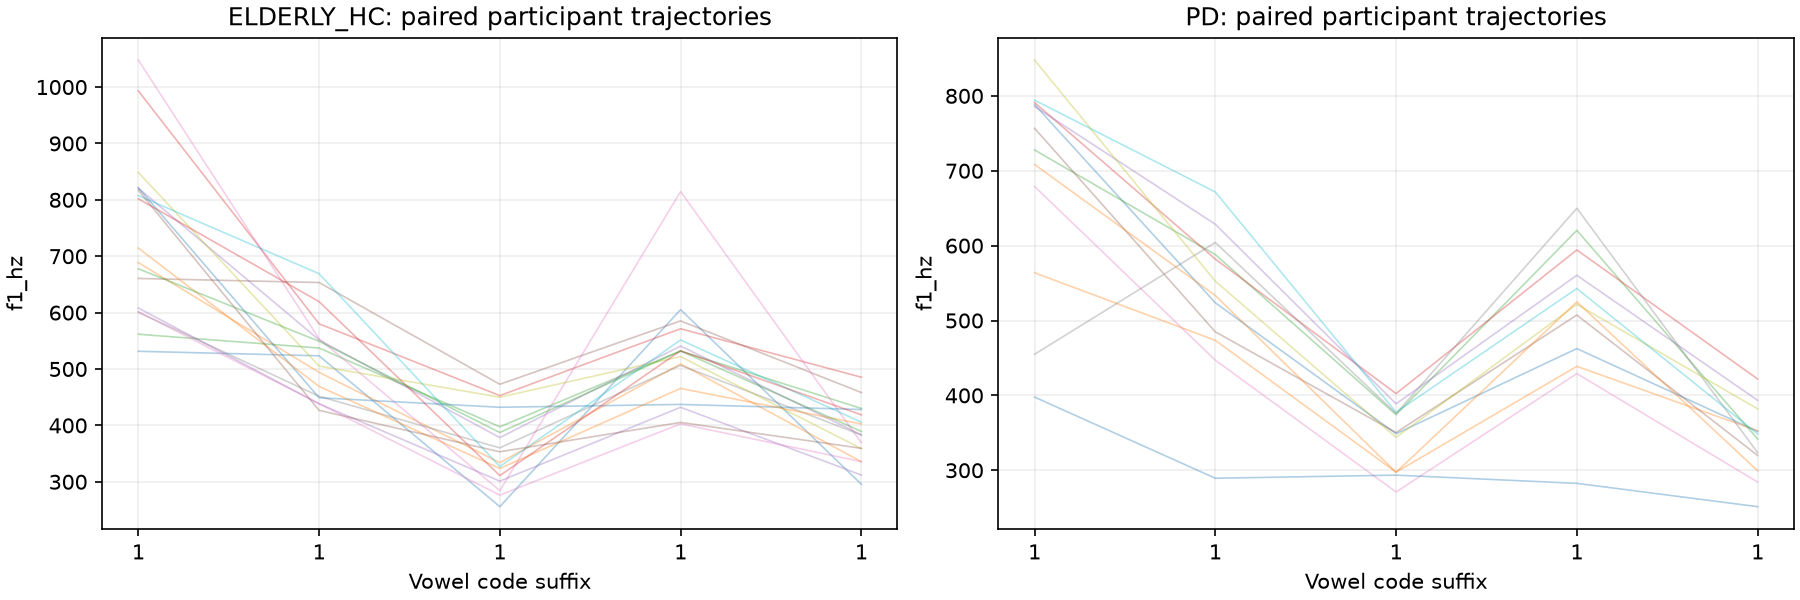 ELDERLY_HC: paired participant trajectories
f1_hz
1000
900
800
700
600
500
400
300
1 1 1 1 1
Vowel code suffix
PD: paired participant trajectories
f1_hz
800
700
600
500
400
300
1 1 1 1 1
Vowel code suffix